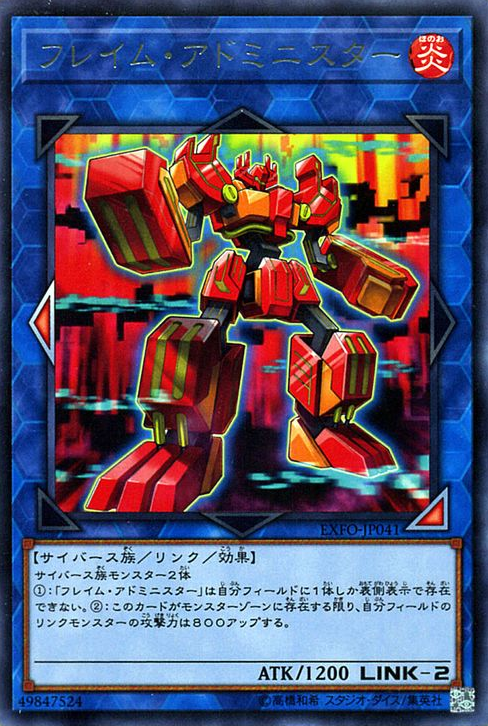 フレイム・アドミニスター
炎
ほのお
EXFO-JP041
【サイバース族／リンク／効果】
サイバース族モンスター２体
①：「フレイム・アドミニスター」は自分フィールドに１体しか表側表示で存在
できない。②：このカードがモンスターゾーンに存在する限り、自分フィールドの
リンクモンスターの攻撃力は８００アップする。
ATK/1200 LINK-2
49847524
©高橋和希 スタジオ・ダイス/集英社